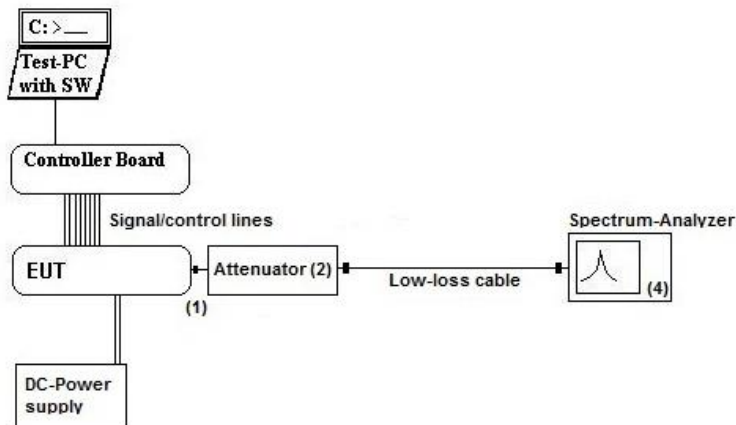 C: >__
Test-PC
with SW
Controller Board
Signal/control lines
Spectrum-Analyzer
EUT
Attenuator (2)
Low-loss cable
(4)
(1)
DC-Power
supply